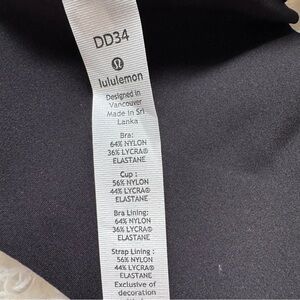 DD34
lululemon
Designed in
Vancouver
Made in Sri
Lanka
Bra:
64% NYLON
36% LYCRA®
ELASTANE
Cup :
56% NYLON
44% LYCRA®
ELASTANE
Bra Lining:
64% NYLON
36% LYCRA®
ELASTANE
Strap Lining :
56% NYLON
44% LYCRA®
ELASTANE
Exclusive of
decoration